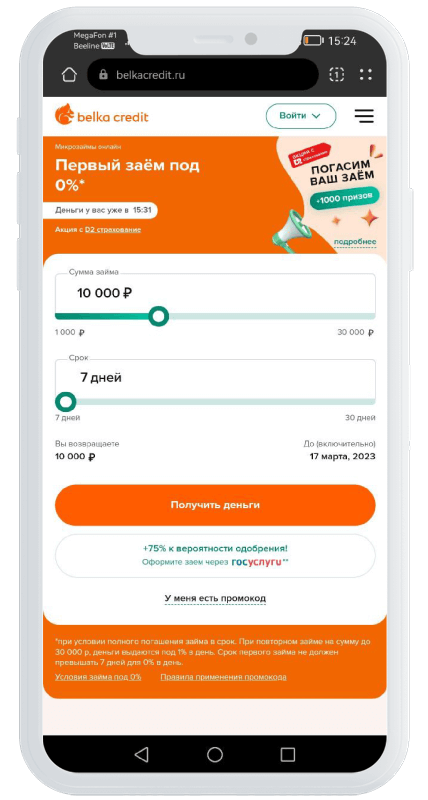 MegaFon #1
Beeline VoLTE
15:24
belkacredit.ru
1
belka credit
Войти
Микрозаймы онлайн
Первый заём под
0%*
Деньги у вас уже в 15:31
Акция с D2 страхование
АКЦИЯ С
ПОГАСИМ
ВАШ ЗАЁМ
+1000 призов
подробнее
Сумма займа
10 000 ₽
1 000 ₽
30 000 ₽
Срок
7 дней
7 дней
30 дней
Вы возвращаете
До (включительно)
10 000 ₽
17 марта, 2023
Получить деньги
+75% к вероятности одобрения!
Оформите заем через госуслуги**
У меня есть промокод
*при условии полного погашения займа в срок. При повторном займе на сумму до
30 000 р, деньги выдаются под 1% в день. Срок первого займа не должен
превышать 7 дней для 0% в день.
Условия займа под 0%
Правила применения промокода